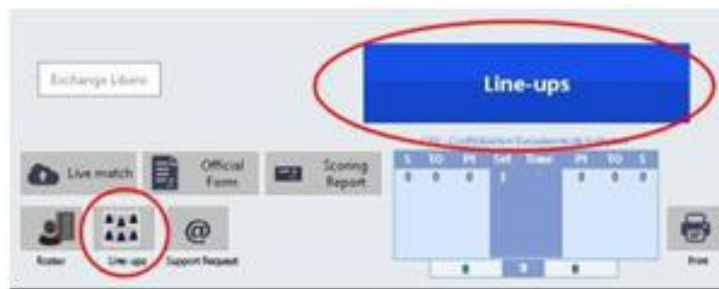 Exchange Libero
Line-ups
Live match
Official Form
Scoring Report
S TO Pt Set Time Pt TO S
0 0 0 1 0 0 0
Roster
Line-ups
@
Support Request
0 0 0
Print